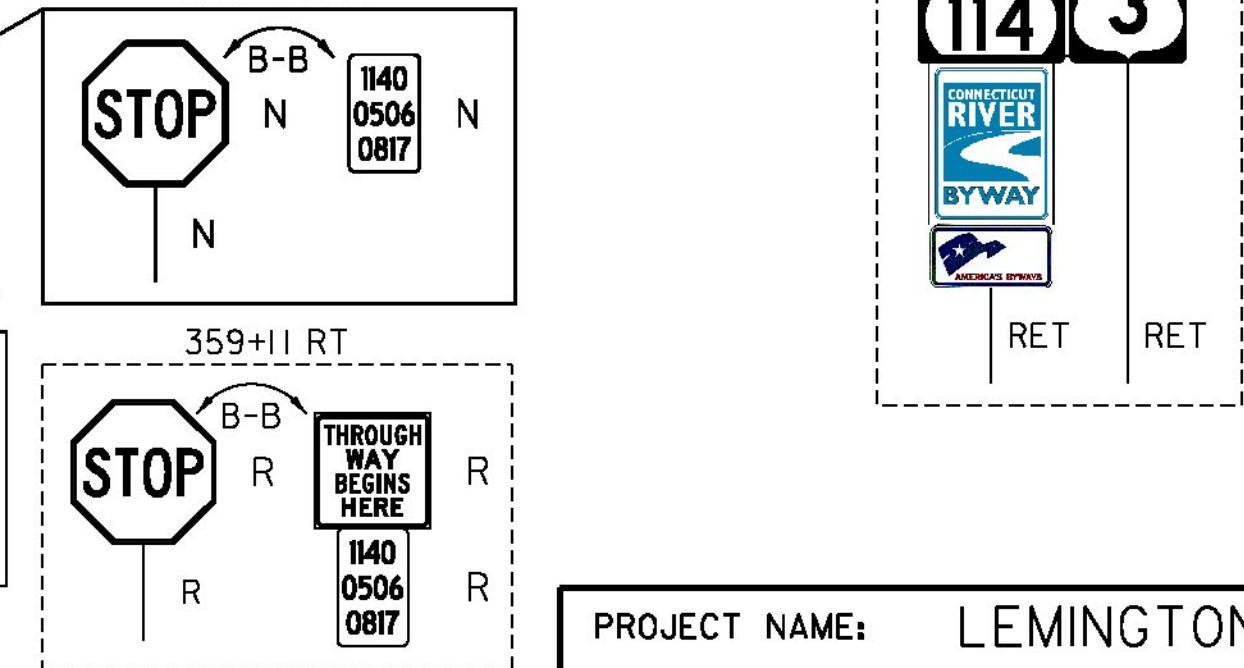 STOP
B-B
N
1140
0506
0817
N
N
359+11 RT
STOP
B-B
R
THROUGH
WAY
BEGINS
HERE
R
R
1140
0506
0817
R
114
3
CONNECTICUT
RIVER
BYWAY
AMERICA'S BYWAYS
RET
RET
PROJECT NAME: LEMINGTON